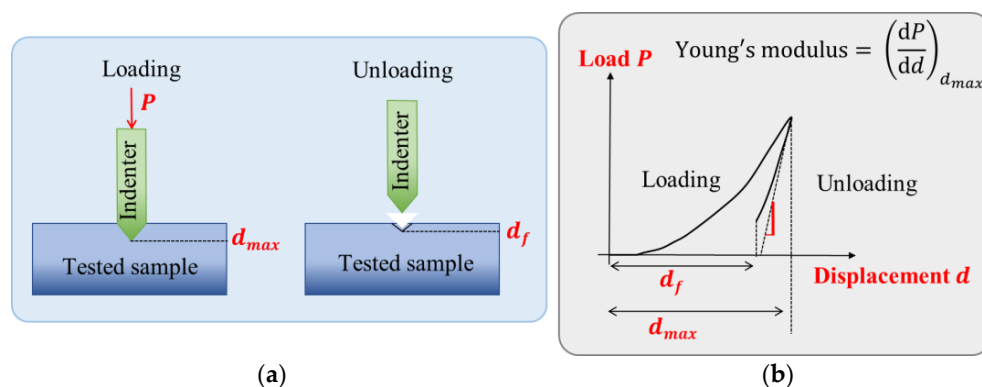 Loading
P
Indenter
d_max
Tested sample
Unloading
Indenter
d_f
Tested sample
(a)
Young's modulus = (dP/dd)_{d_max}
Load P
Loading
Unloading
d_f
Displacement d
d_max
(b)